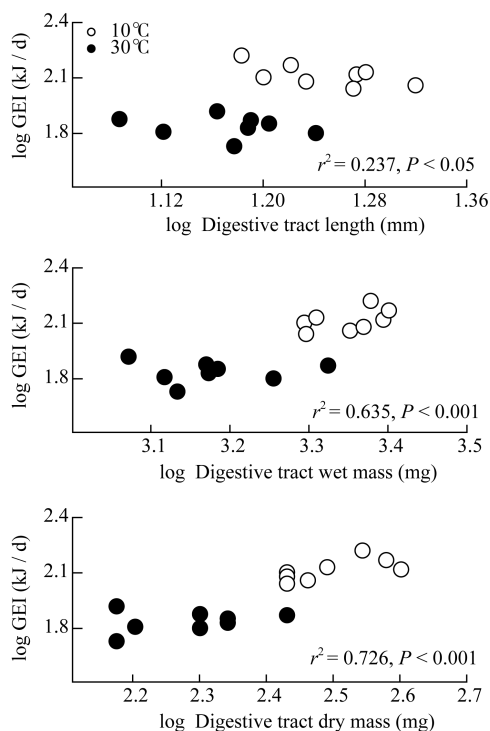 10℃
30℃
2.4
2.1
1.8
log GEI (kJ / d)
r² = 0.237, P < 0.05
1.12 1.20 1.28 1.36
log Digestive tract length (mm)
2.4
2.1
1.8
log GEI (kJ / d)
r² = 0.635, P < 0.001
3.1 3.2 3.3 3.4 3.5
log Digestive tract wet mass (mg)
2.4
2.1
1.8
log GEI (kJ / d)
r² = 0.726, P < 0.001
2.2 2.3 2.4 2.5 2.6 2.7
log Digestive tract dry mass (mg)